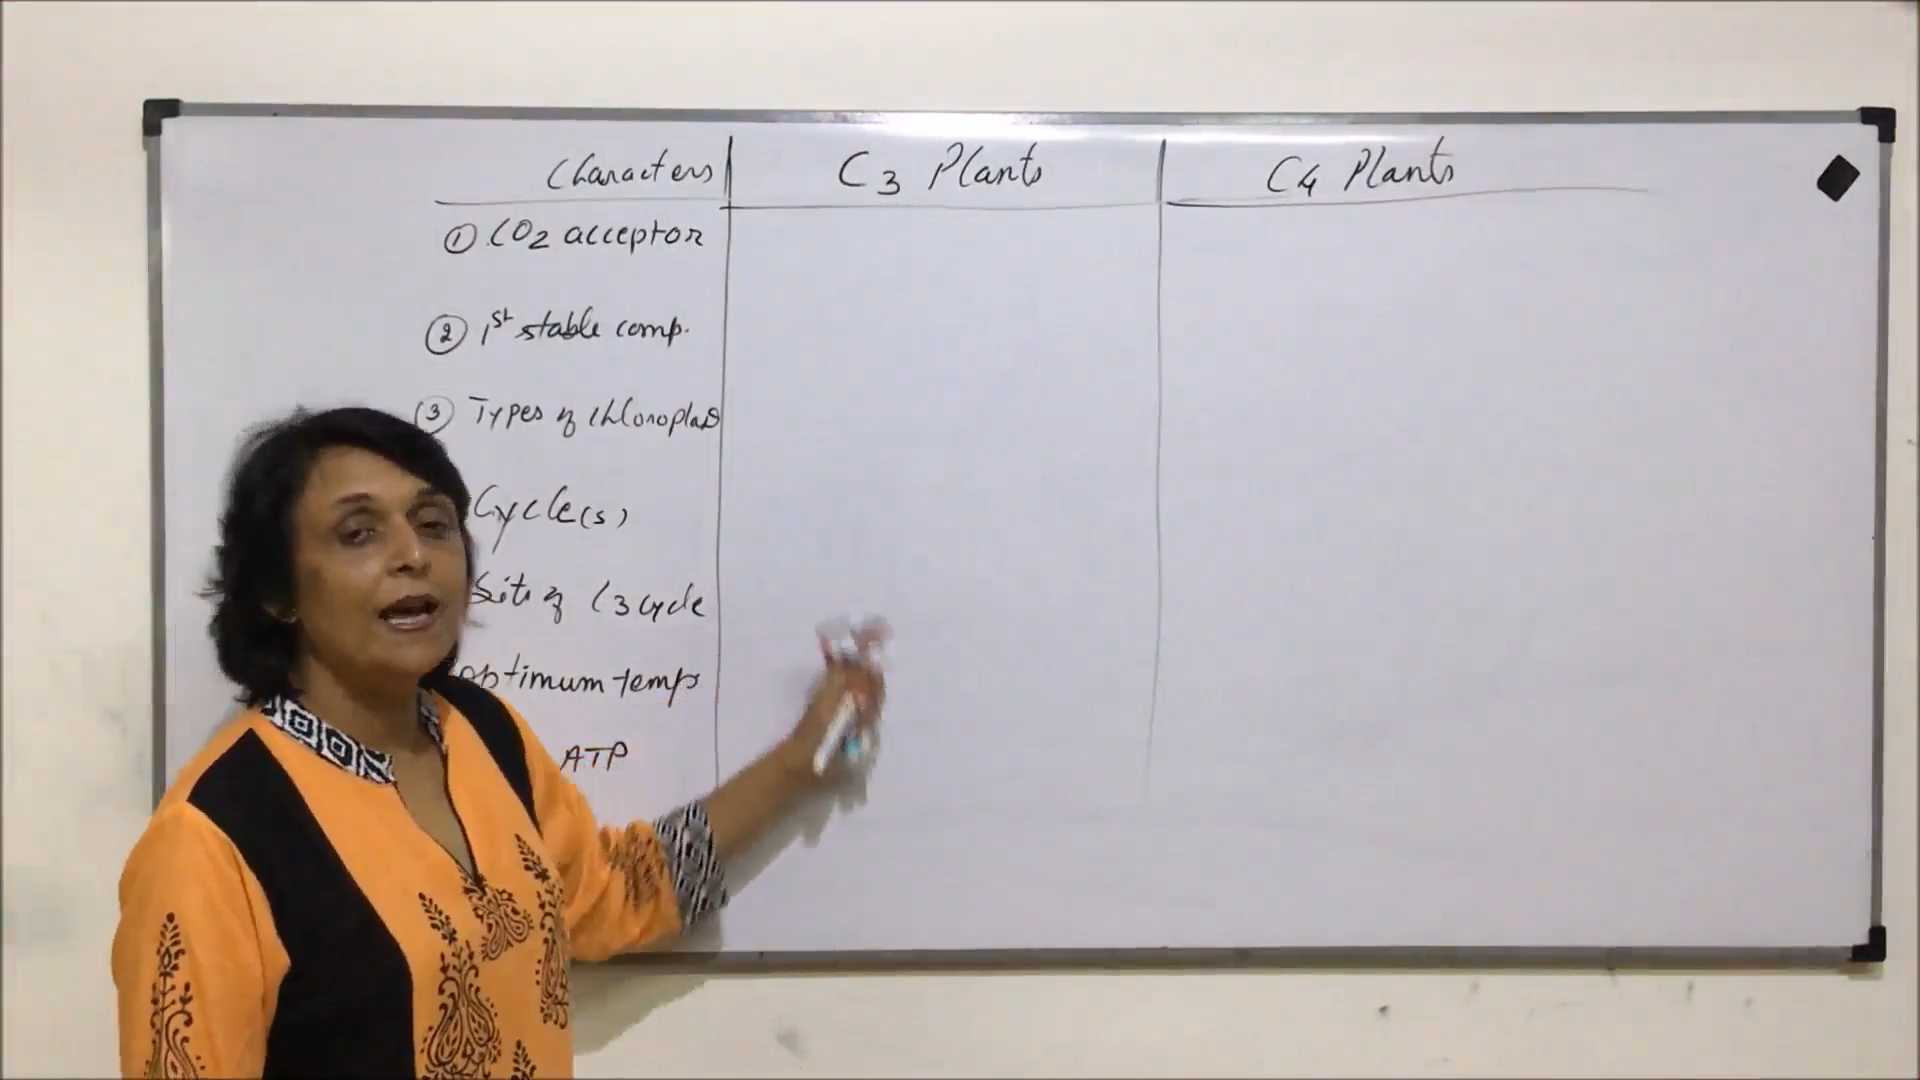 Characters C3 Plants C4 Plants
① CO2 acceptor
② 1st stable comp.
③ Types of chloroplast
Cycle(s)
Site of C3 cycle
optimum temp.
ATP